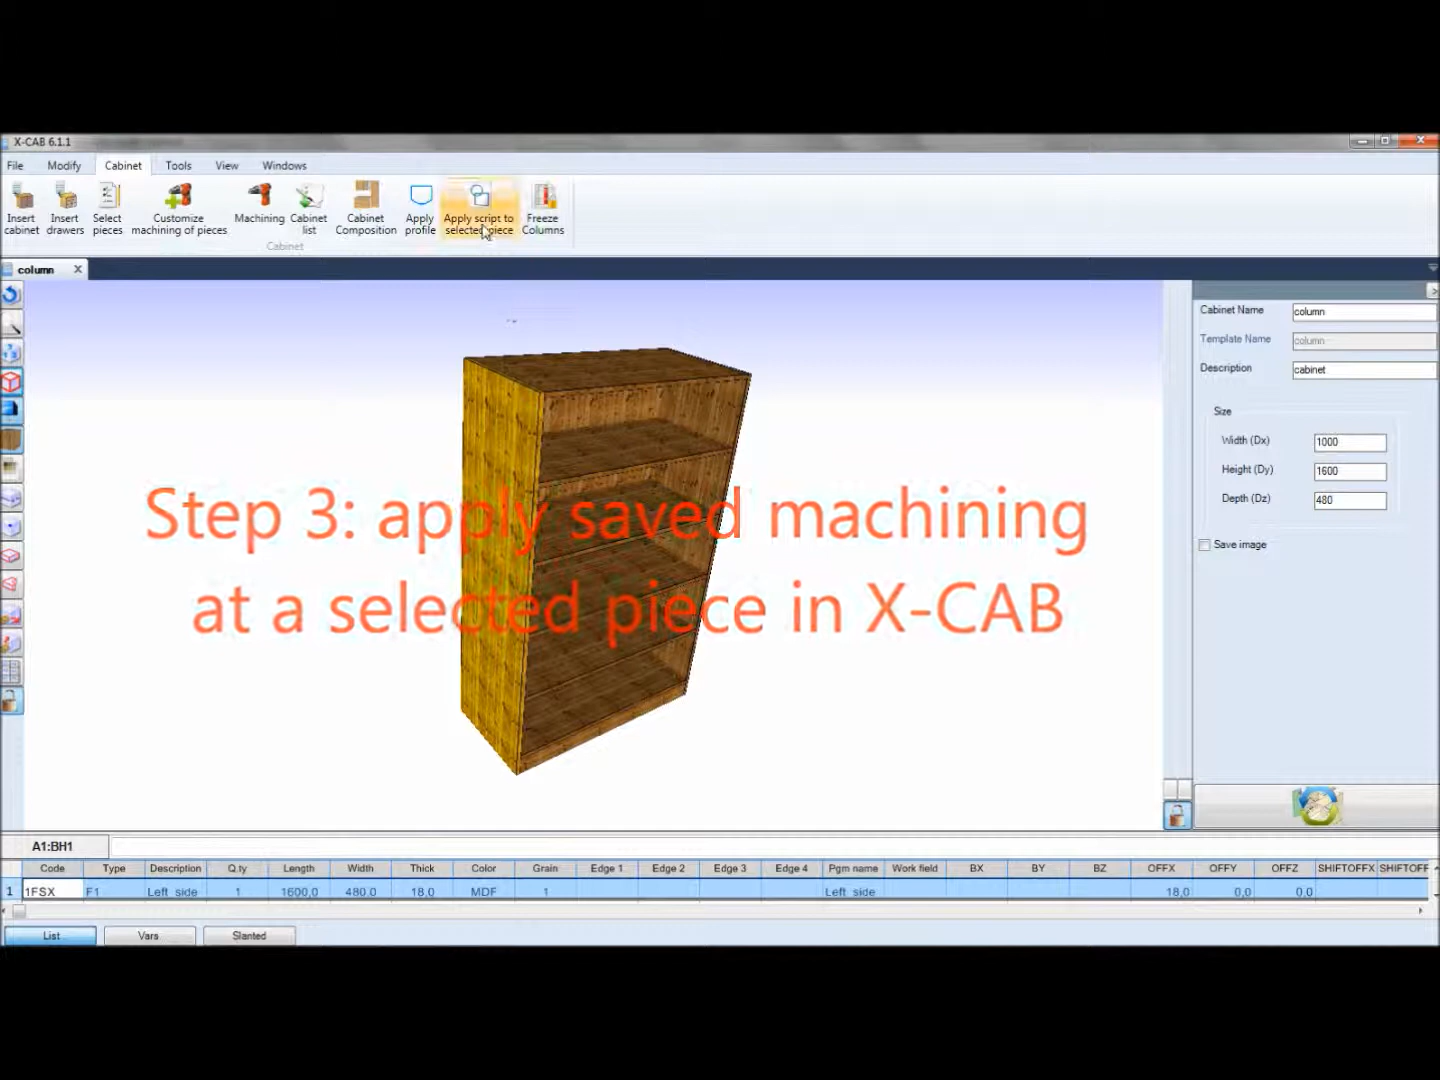 X-CAB 6.1.1
File Modify Cabinet Tools View Windows
Insert cabinet
Insert drawers
Select pieces
Customize machining of pieces
Machining
Cabinet list
Cabinet Composition
Apply profile
Apply script to selected piece
Freeze Columns
Cabinet
column X
Cabinet Name column
Template Name column
Description cabinet
Size
Width (Dx) 1000
Height (Dy) 1600
Depth (Dz) 480
Save image
Step 3: apply saved machining
at a selected piece in X-CAB
A1:BH1
Code Type Description Q.ty Length Width Thick Color Grain Edge 1 Edge 2 Edge 3 Edge 4 Pgm name Work field BX BY BZ OFFX OFFY OFFZ SHIFTOFFX SHIFTOFF
1 1FSX F1 Left side 1 1600,0 480,0 18,0 MDF 1 Left side 18,0 0,0 0,0
List Vars Slanted